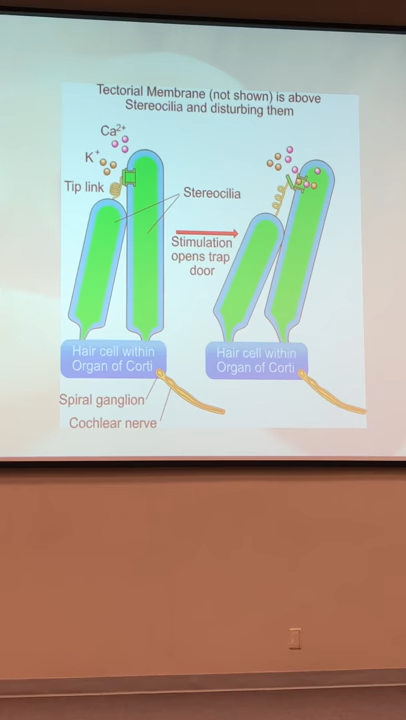 Tectorial Membrane (not shown) is above
Stereocilia and disturbing them
Ca2+
K+
Tip link
Stereocilia
Stimulation
opens trap
door
Hair cell within
Organ of Corti
Hair cell within
Organ of Corti
Spiral ganglion
Cochlear nerve